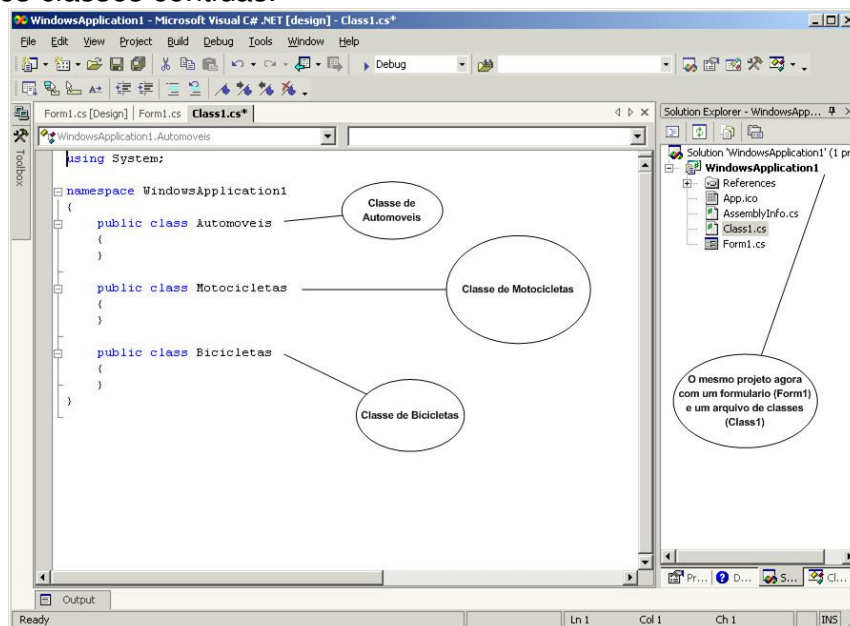 WindowsApplication1 - Microsoft Visual C# .NET [design] - Class1.cs*
File Edit View Project Build Debug Tools Window Help
Debug
Form1.cs [Design] Form1.cs Class1.cs*
WindowsApplication1.Automoveis
Toolbox
using System;
namespace WindowsApplication1
{
public class Automoveis
{
}
public class Motocicletas
{
}
public class Bicicletas
{
}
}
Classe de
Automoveis
Classe de Motocicletas
Classe de Bicicletas
Solution Explorer - WindowsApp...
Solution 'WindowsApplication1' (1 pr
WindowsApplication1
References
App.ico
AssemblyInfo.cs
Class1.cs
Form1.cs
O mesmo projeto agora
com um formulario (Form1)
e um arquivo de classes
(Class1)
Pr... D... S... Cl...
Output
Ready Ln 1 Col 1 Ch 1 INS